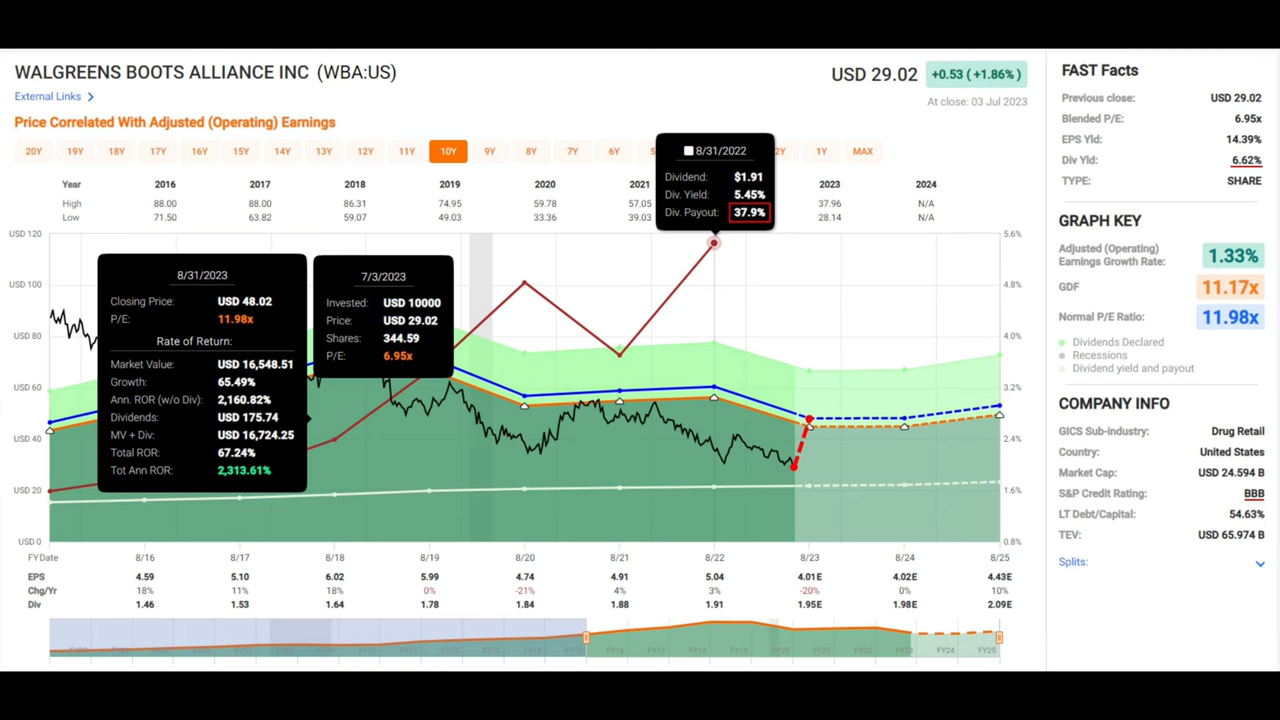 WALGREENS BOOTS ALLIANCE INC (WBA:US)
USD 29.02 +0.53 ( +1.86% )
External Links
At close: 03 Jul 2023
Price Correlated With Adjusted (Operating) Earnings
20Y 19Y 18Y 17Y 16Y 15Y 14Y 13Y 12Y 11Y 10Y 9Y 8Y 7Y 6Y 5 2Y 1Y MAX
Year 2016 2017 2018 2019 2020 2021 2023 2024
High 88.00 88.00 86.31 74.95 59.78 57.05 37.96 N/A
Low 71.50 63.82 59.07 49.03 33.36 39.03 28.14 N/A
8/31/2022
Dividend: $1.91
Div. Yield: 5.45%
Div. Payout: 37.9%
USD 120
USD 100
USD 80
USD 60
USD 40
USD 20
USD 0
5.6%
4.8%
4.0%
3.2%
2.4%
1.6%
0.8%
8/31/2023
Closing Price: USD 48.02
P/E: 11.98x
Rate of Return:
Market Value: USD 16,548.51
Growth: 65.49%
Ann. ROR (w/o Div): 2,160.82%
Dividends: USD 175.74
MV + Div: USD 16,724.25
Total ROR: 67.24%
Tot Ann ROR: 2,313.61%
7/3/2023
Invested: USD 10000
Price: USD 29.02
Shares: 344.59
P/E: 6.95x
FY Date 8/16 8/17 8/18 8/19 8/20 8/21 8/22 8/23 8/24 8/25
EPS 4.59 5.10 6.02 5.99 4.74 4.91 5.04 4.01E 4.02E 4.43E
Chg/Yr 18% 11% 18% 0% -21% 4% 3% -20% 0% 10%
Div 1.46 1.53 1.64 1.78 1.84 1.88 1.91 1.95E 1.98E 2.09E
FY16 FY17 FY18 FY19 FY21 FY22 FY23 FY24 FY25
FAST Facts
Previous close: USD 29.02
Blended P/E: 6.95x
EPS Yld: 14.39%
Div Yld: 6.62%
TYPE: SHARE
GRAPH KEY
Adjusted (Operating)
Earnings Growth Rate: 1.33%
GDF 11.17x
Normal P/E Ratio: 11.98x
Dividends Declared
Recessions
Dividend yield and payout
COMPANY INFO
GICS Sub-industry: Drug Retail
Country: United States
Market Cap: USD 24.594 B
S&P Credit Rating: BBB
LT Debt/Capital: 54.63%
TEV: USD 65.974 B
Splits: